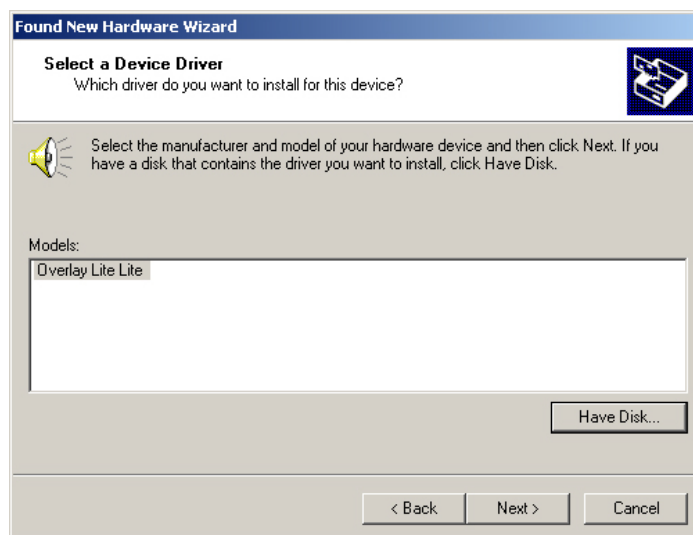 Found New Hardware Wizard
Select a Device Driver
Which driver do you want to install for this device?
Select the manufacturer and model of your hardware device and then click Next. If you
have a disk that contains the driver you want to install, click Have Disk.
Models:
Overlay Lite Lite
Have Disk...
< Back
Next >
Cancel